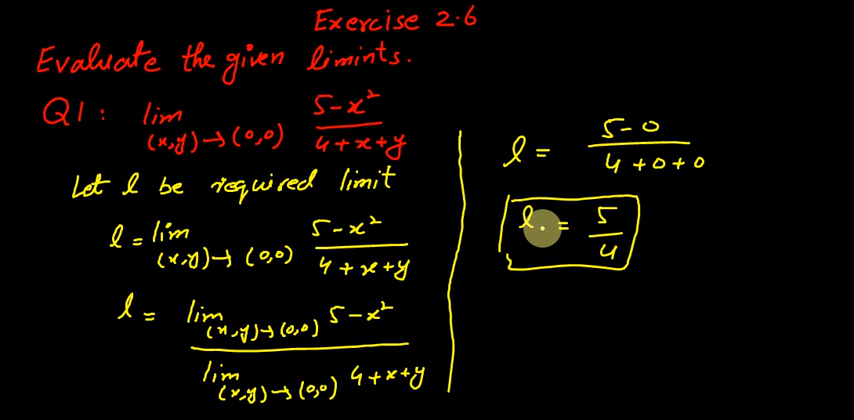 Exercise 2.6
Evaluate the given limints.
Q1: lim (x,y)→(0,0) (5-x²)/(4+x+y)
Let l be required limit
l = lim (x,y)→(0,0) (5-x²)/(4+x+y)
l = (lim (x,y)→(0,0) 5-x²)/(lim (x,y)→(0,0) 4+x+y)
l = (5-0)/(4+0+0)
l = 5/4